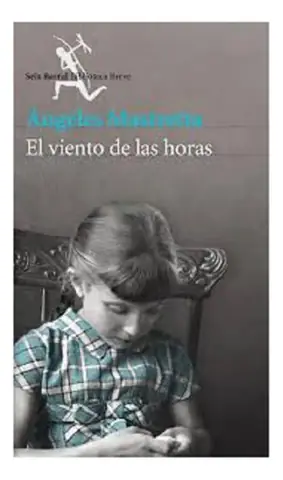 Seix Barral Biblioteca Breve
Ángeles Mastretta
El viento de las horas